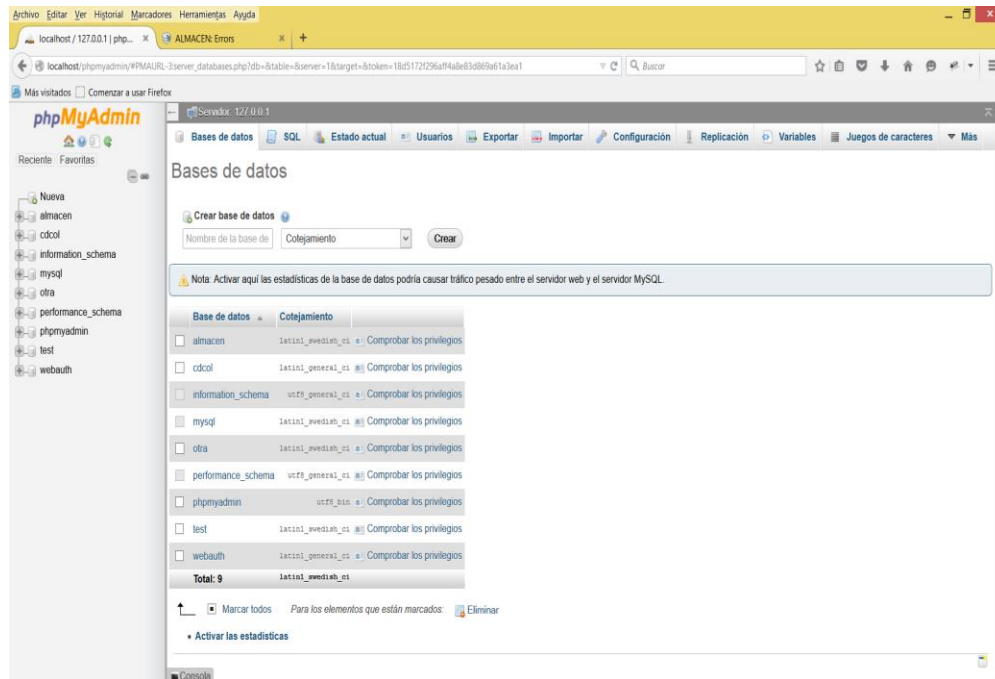 Archivo Editar Ver Historial Marcadores Herramientas Ayuda
localhost / 127.0.0.1 | php... x ALMACEN: Errors x +
localhost/phpmyadmin/#PMAURL-3:server_databases.php?db=&table=&server=1&target=&token=18d5172f296aff4a8e83d869a61a3ea1 Buscar
Más visitados Comenzar a usar Firefox
phpMyAdmin
Reciente Favoritas
Nueva
almacen
cdcol
information_schema
mysql
otra
performance_schema
phpmyadmin
test
webauth
Servidor: 127.0.0.1
Bases de datos SQL Estado actual Usuarios Exportar Importar Configuración Replicación Variables Juegos de caracteres Más
Bases de datos
Crear base de datos
Nombre de la base de Cotejamiento Crear
Nota: Activar aquí las estadísticas de la base de datos podría causar tráfico pesado entre el servidor web y el servidor MySQL.
Base de datos Cotejamiento
almacen latin1_swedish_ci Comprobar los privilegios
cdcol latin1_general_ci Comprobar los privilegios
information_schema utf8_general_ci Comprobar los privilegios
mysql latin1_swedish_ci Comprobar los privilegios
otra latin1_swedish_ci Comprobar los privilegios
performance_schema utf8_general_ci Comprobar los privilegios
phpmyadmin utf8_bin Comprobar los privilegios
test latin1_swedish_ci Comprobar los privilegios
webauth latin1_general_ci Comprobar los privilegios
Total: 9 latin1_swedish_ci
Marcar todos Para los elementos que están marcados: Eliminar
Activar las estadísticas
Consola